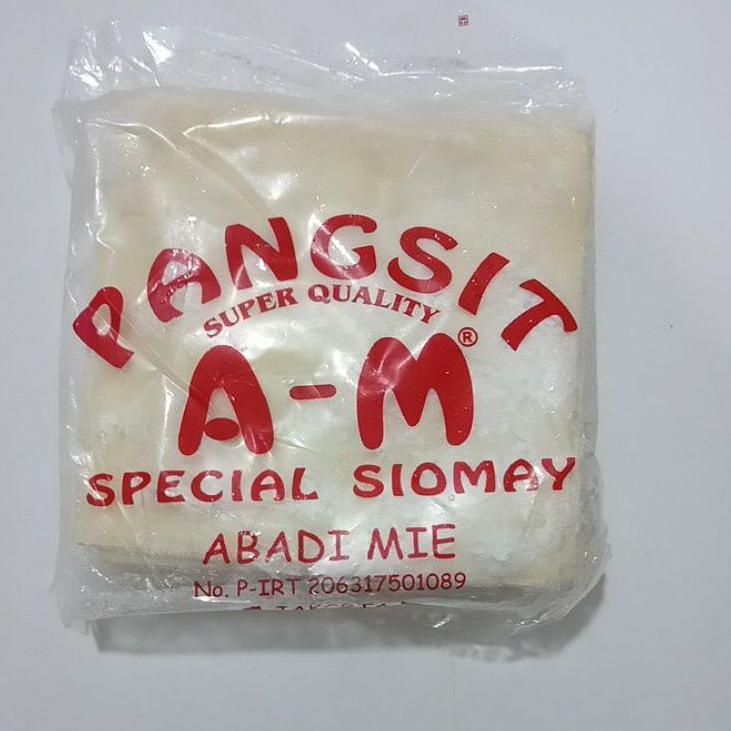 PANGSIT
SUPER QUALITY
A-M®
SPECIAL SIOMAY
ABADI MIE
No. P-IRT 206317501089